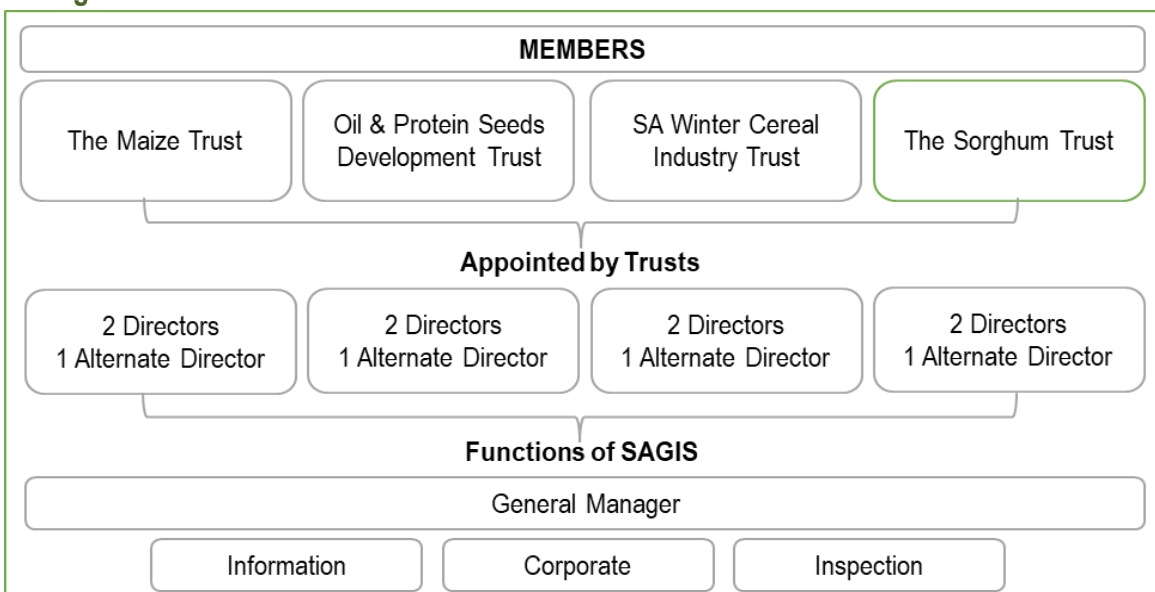 MEMBERS
The Maize Trust
Oil & Protein Seeds
Development Trust
SA Winter Cereal
Industry Trust
The Sorghum Trust
Appointed by Trusts
2 Directors
1 Alternate Director
2 Directors
1 Alternate Director
2 Directors
1 Alternate Director
2 Directors
1 Alternate Director
Functions of SAGIS
General Manager
Information
Corporate
Inspection